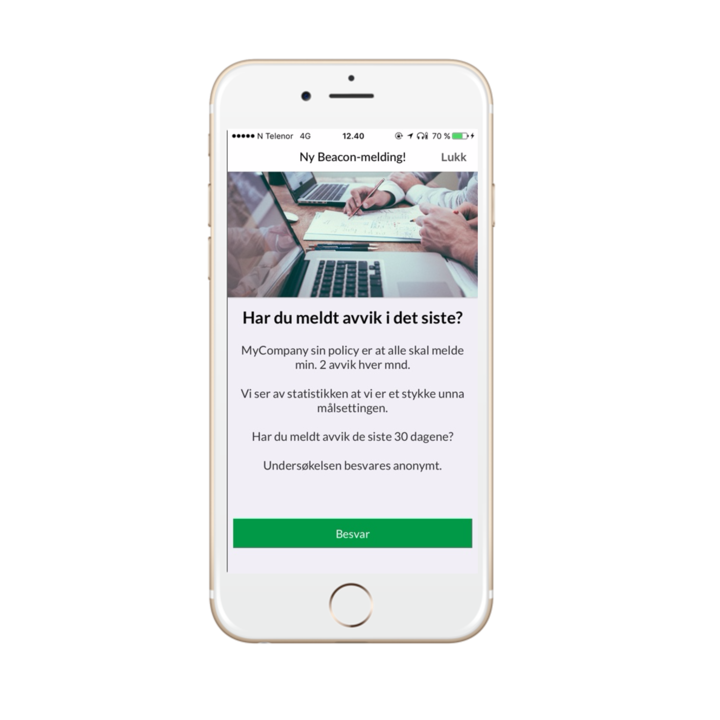 N Telenor 4G 12.40 70 %
Ny Beacon-melding! Lukk
Har du meldt avvik i det siste?
MyCompany sin policy er at alle skal melde
min. 2 avvik hver mnd.
Vi ser av statistikken at vi er et stykke unna
målsettingen.
Har du meldt avvik de siste 30 dagene?
Undersøkelsen besvares anonymt.
Besvar